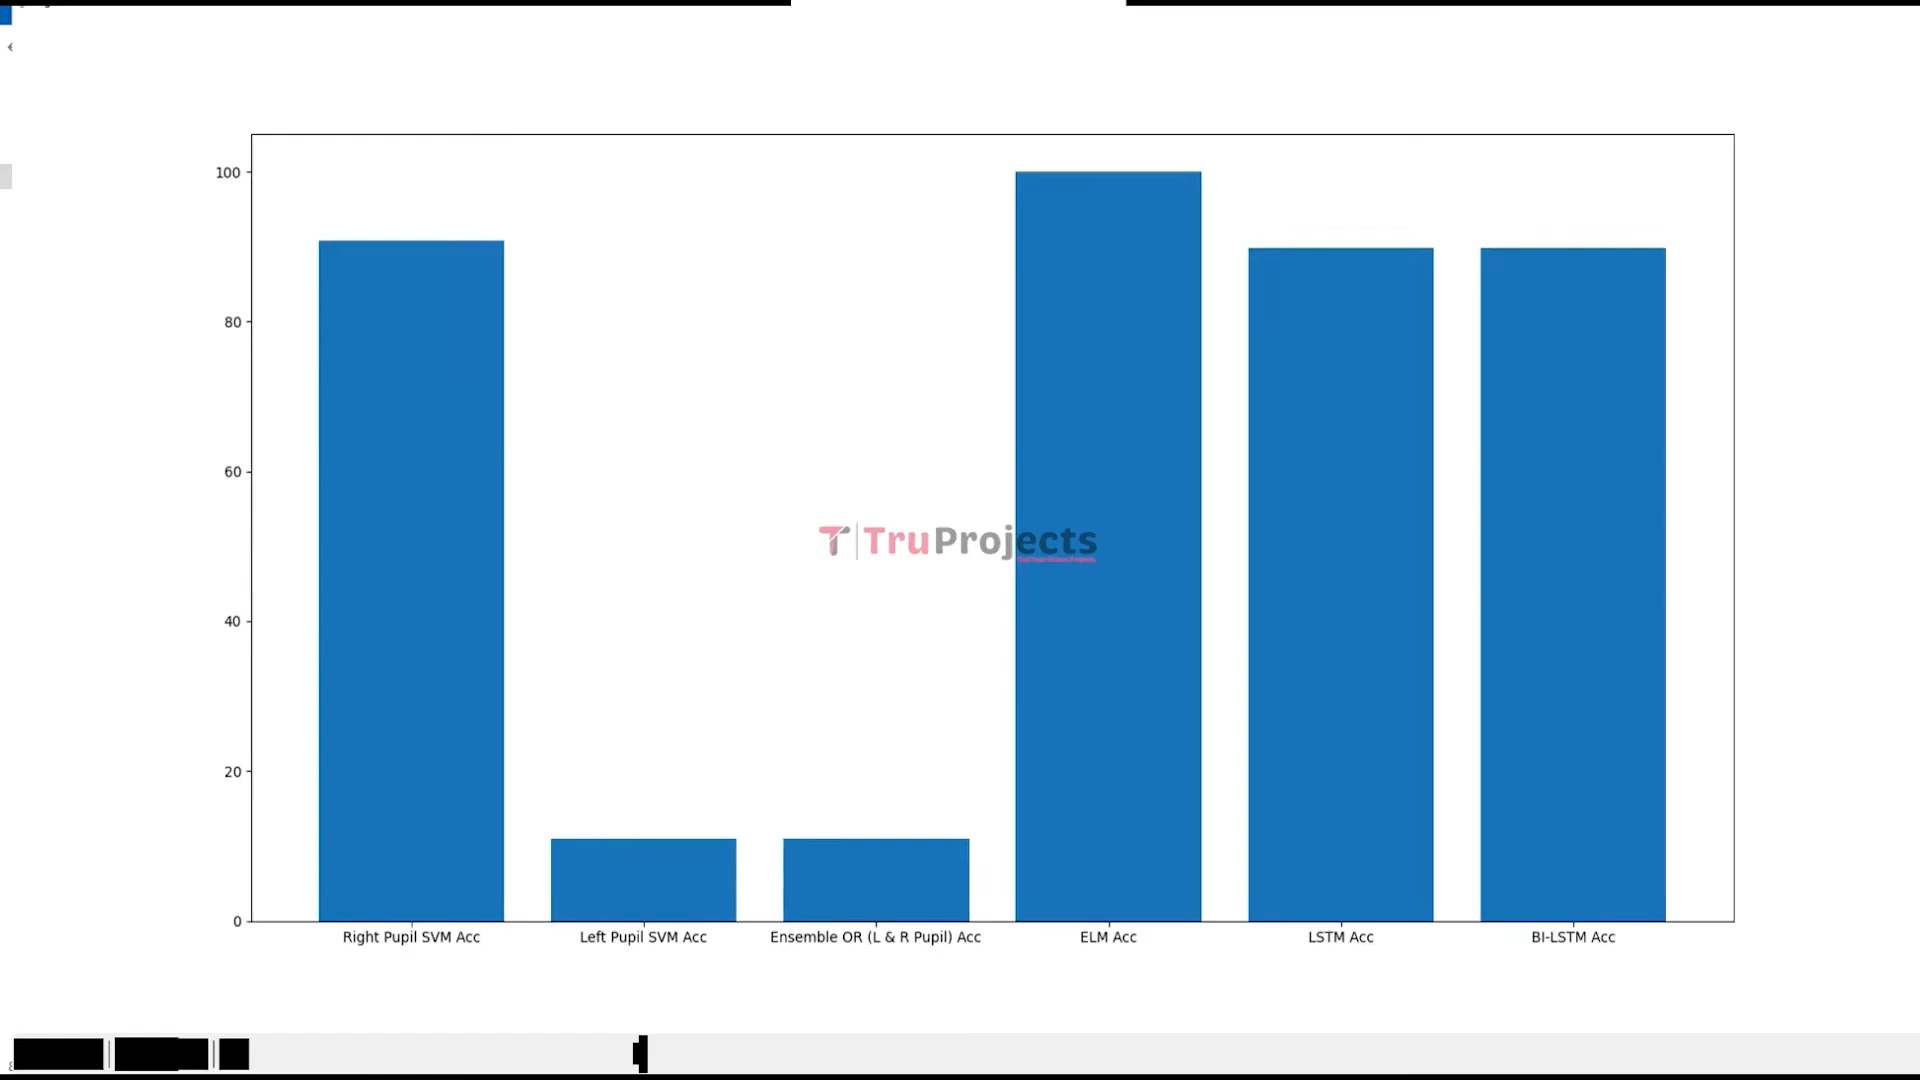 100
80
60
40
20
0
TruProjects
Right Pupil SVM Acc
Left Pupil SVM Acc
Ensemble OR (L & R Pupil) Acc
ELM Acc
LSTM Acc
BI-LSTM Acc